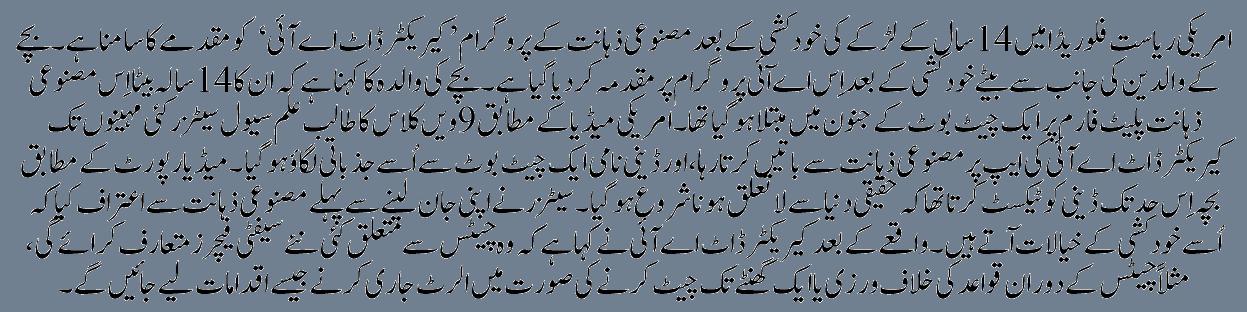 امریکی ریاست فلوریڈا میں 14 سال کے لڑکے کی خودکشی کے بعد مصنوعی ذہانت کے پروگرام ’کیریکٹر ڈاٹ اے آئی‘ کو مقدمے کا سامنا ہے۔ بچے
کے والدین کی جانب سے بیٹے خودکشی کے بعد اِس اے آئی پروگرام پر مقدمہ کر دیا گیا ہے۔ بچے کی والدہ کا کہنا ہے کہ ان کا 14 سالہ بیٹا اِس مصنوعی
ذہانت پلیٹ فارم پر ایک چیٹ بوٹ کے جنون میں مبتلا ہو گیا تھا۔ امریکی میڈیا کے مطابق 9ویں کلاس کا طالب علم سیول سیٹزر کئی مہینوں تک
کیریکٹر ڈاٹ اے آئی کی ایپ پر مصنوعی ذہانت سے باتیں کرتا رہا، اور ڈینی نامی ایک چیٹ بوٹ سے اُسے جذباتی لگاؤ ہو گیا۔ میڈیا رپورٹ کے مطابق
بچہ اِس حد تک ڈینی کو ٹیکسٹ کرتا تھا کہ حقیقی دنیا سے لا تعلق ہونا شروع ہو گیا۔ سیٹزر نے اپنی جان لینے سے پہلے مصنوعی ذہانت سے اعتراف کیا کہ
اُسے خودکشی کے خیالات آتے ہیں۔ واقعے کے بعد کیریکٹر ڈاٹ اے آئی نے کہا ہے کہ وہ چیٹس سے متعلق کئی نئے سیفٹی فیچرز متعارف کرائے گی،
مثلاً چیٹس کے دوران قواعد کی خلاف ورزی یا ایک گھنٹے تک چیٹ کرنے کی صورت میں الرٹ جاری کرنے جیسے اقدامات لیے جائیں گے۔